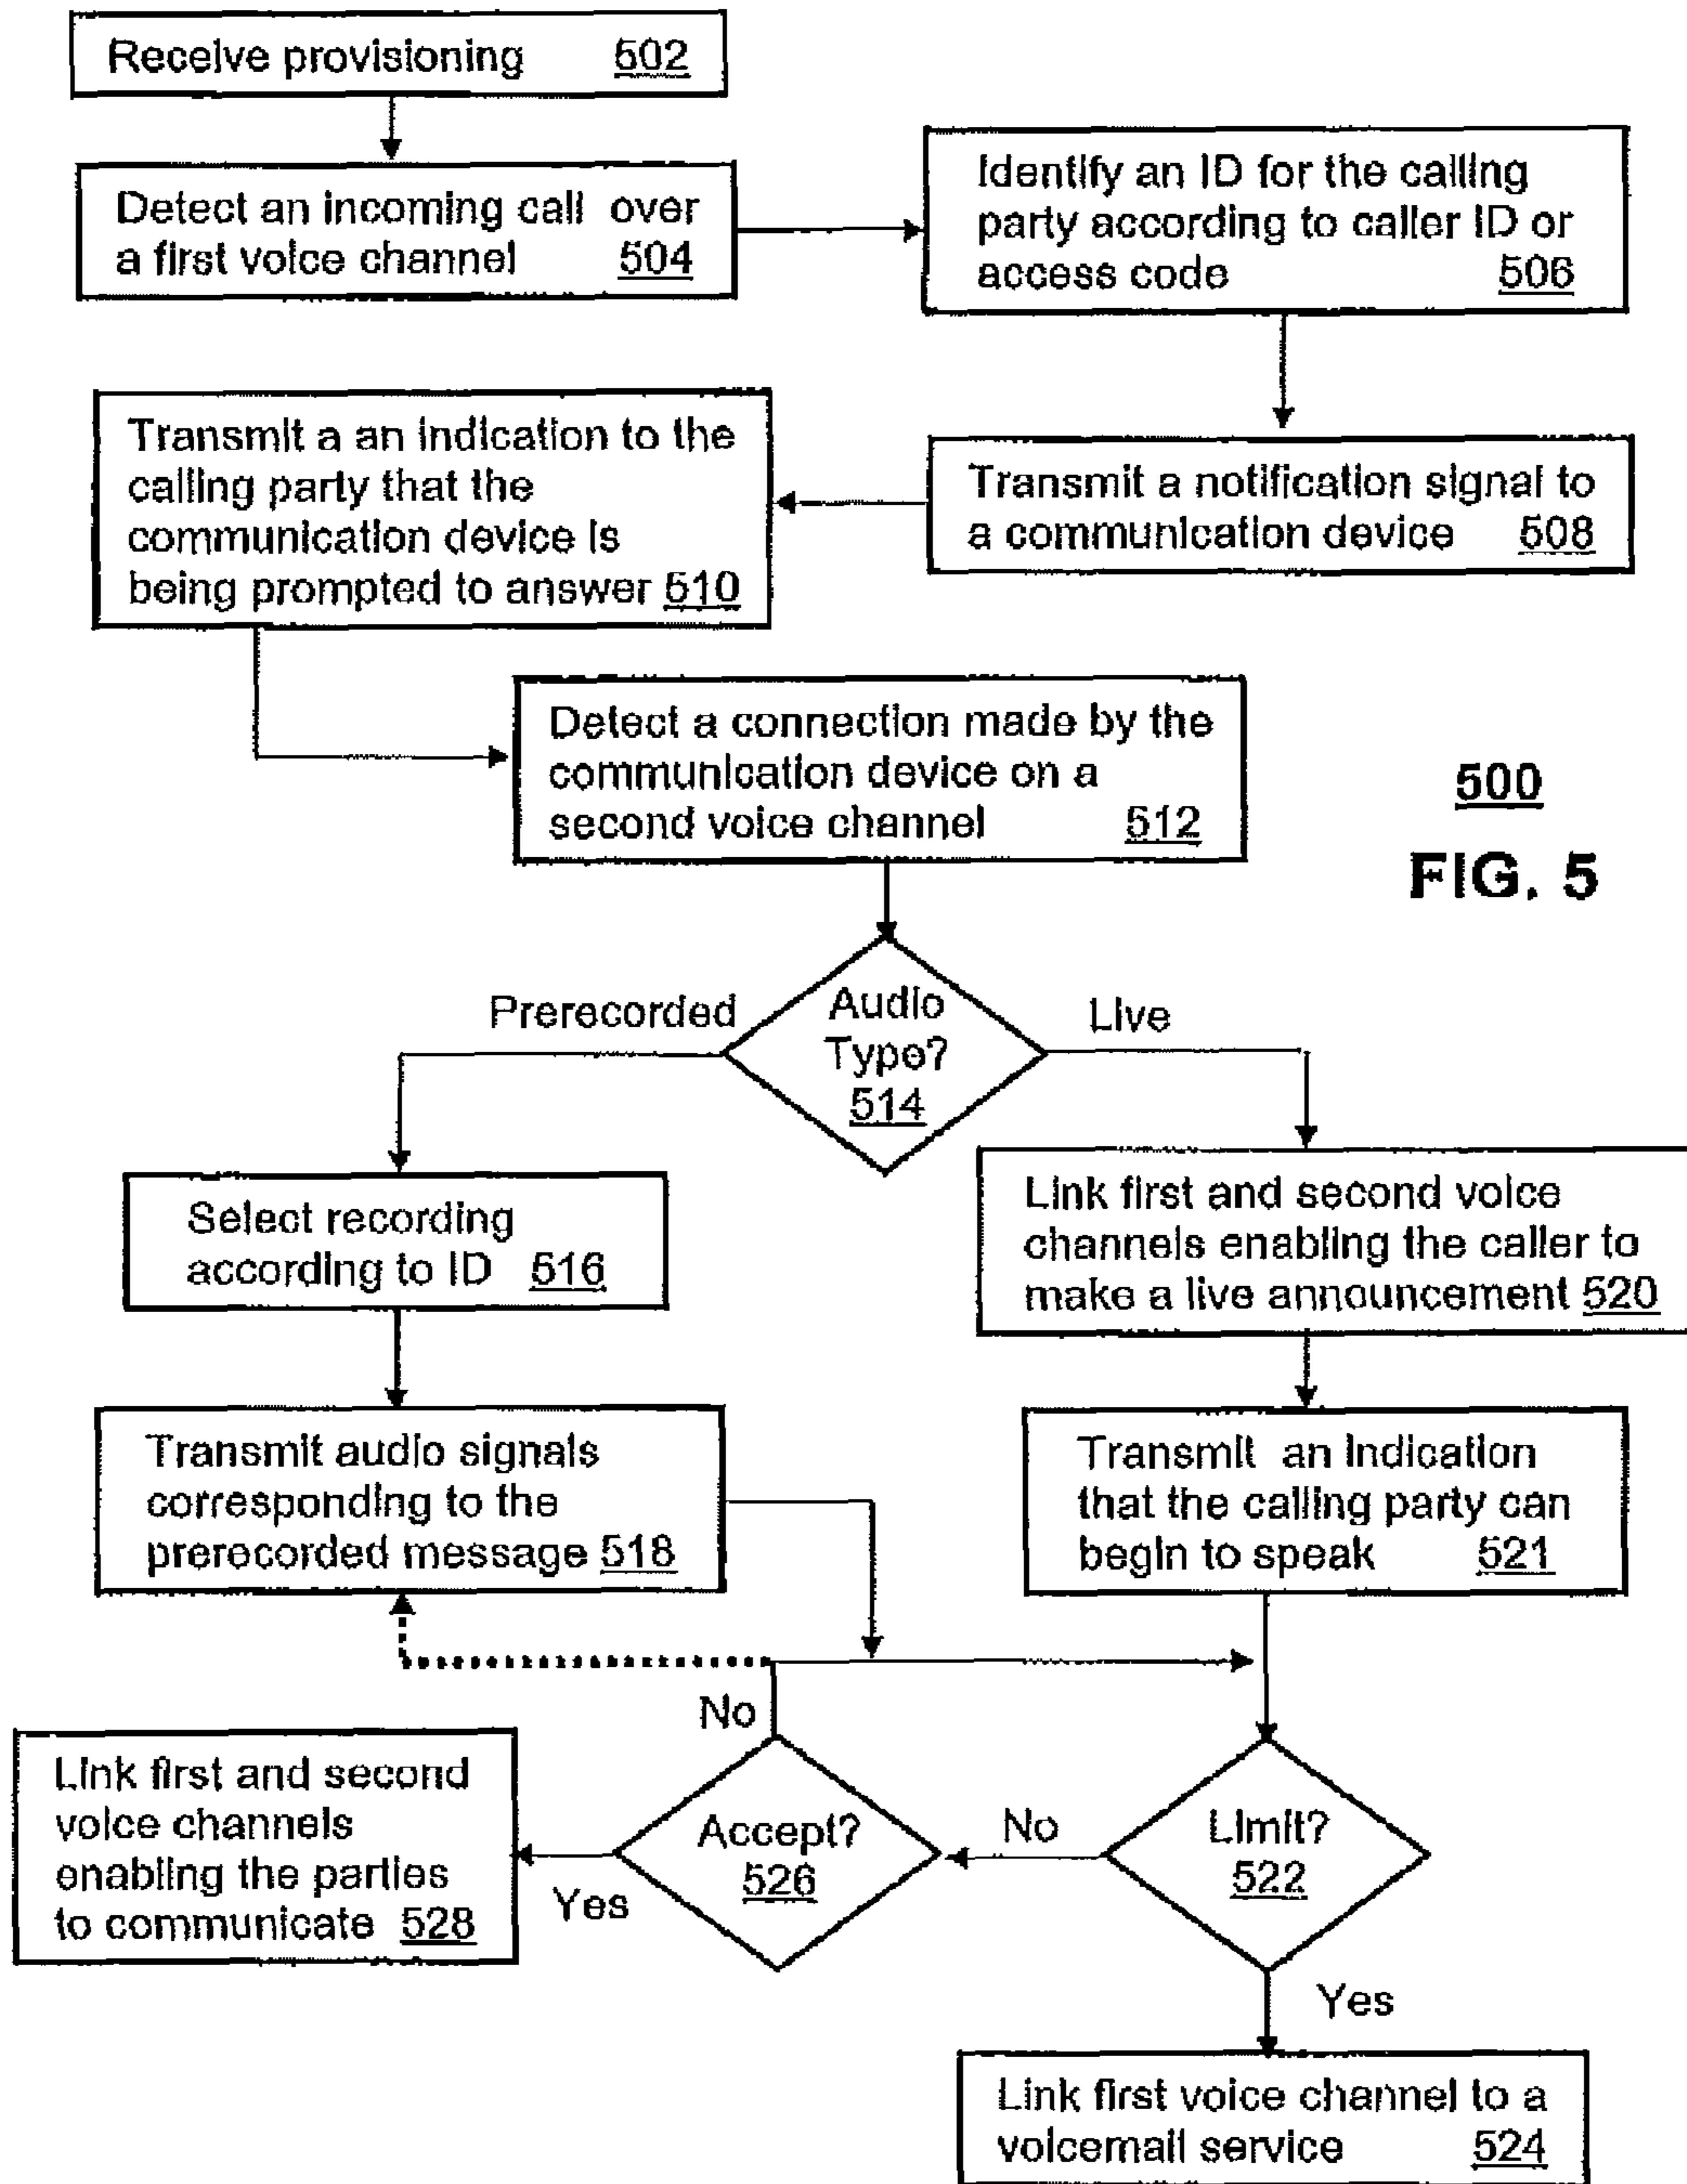 Receive provisioning 502
Detect an incoming call over
a first voice channel 504
Identify an ID for the calling
party according to caller ID or
access code 506
Transmit a notification signal to
a communication device 508
Transmit a an indication to the
calling party that the
communication device is
being prompted to answer 510
Detect a connection made by the
communication device on a
second voice channel 512
500
FIG. 5
Audio
Type?
514
Prerecorded
Live
Select recording
according to ID 516
Link first and second voice
channels enabling the caller to
make a live announcement 520
Transmit audio signals
corresponding to the
prerecorded message 518
Transmit an indication
that the calling party can
begin to speak 521
No
Link first and second
voice channels
enabling the parties
to communicate 528
Yes
Accept?
526
No
Limit?
522
Yes
Link first voice channel to a
voicemail service 524